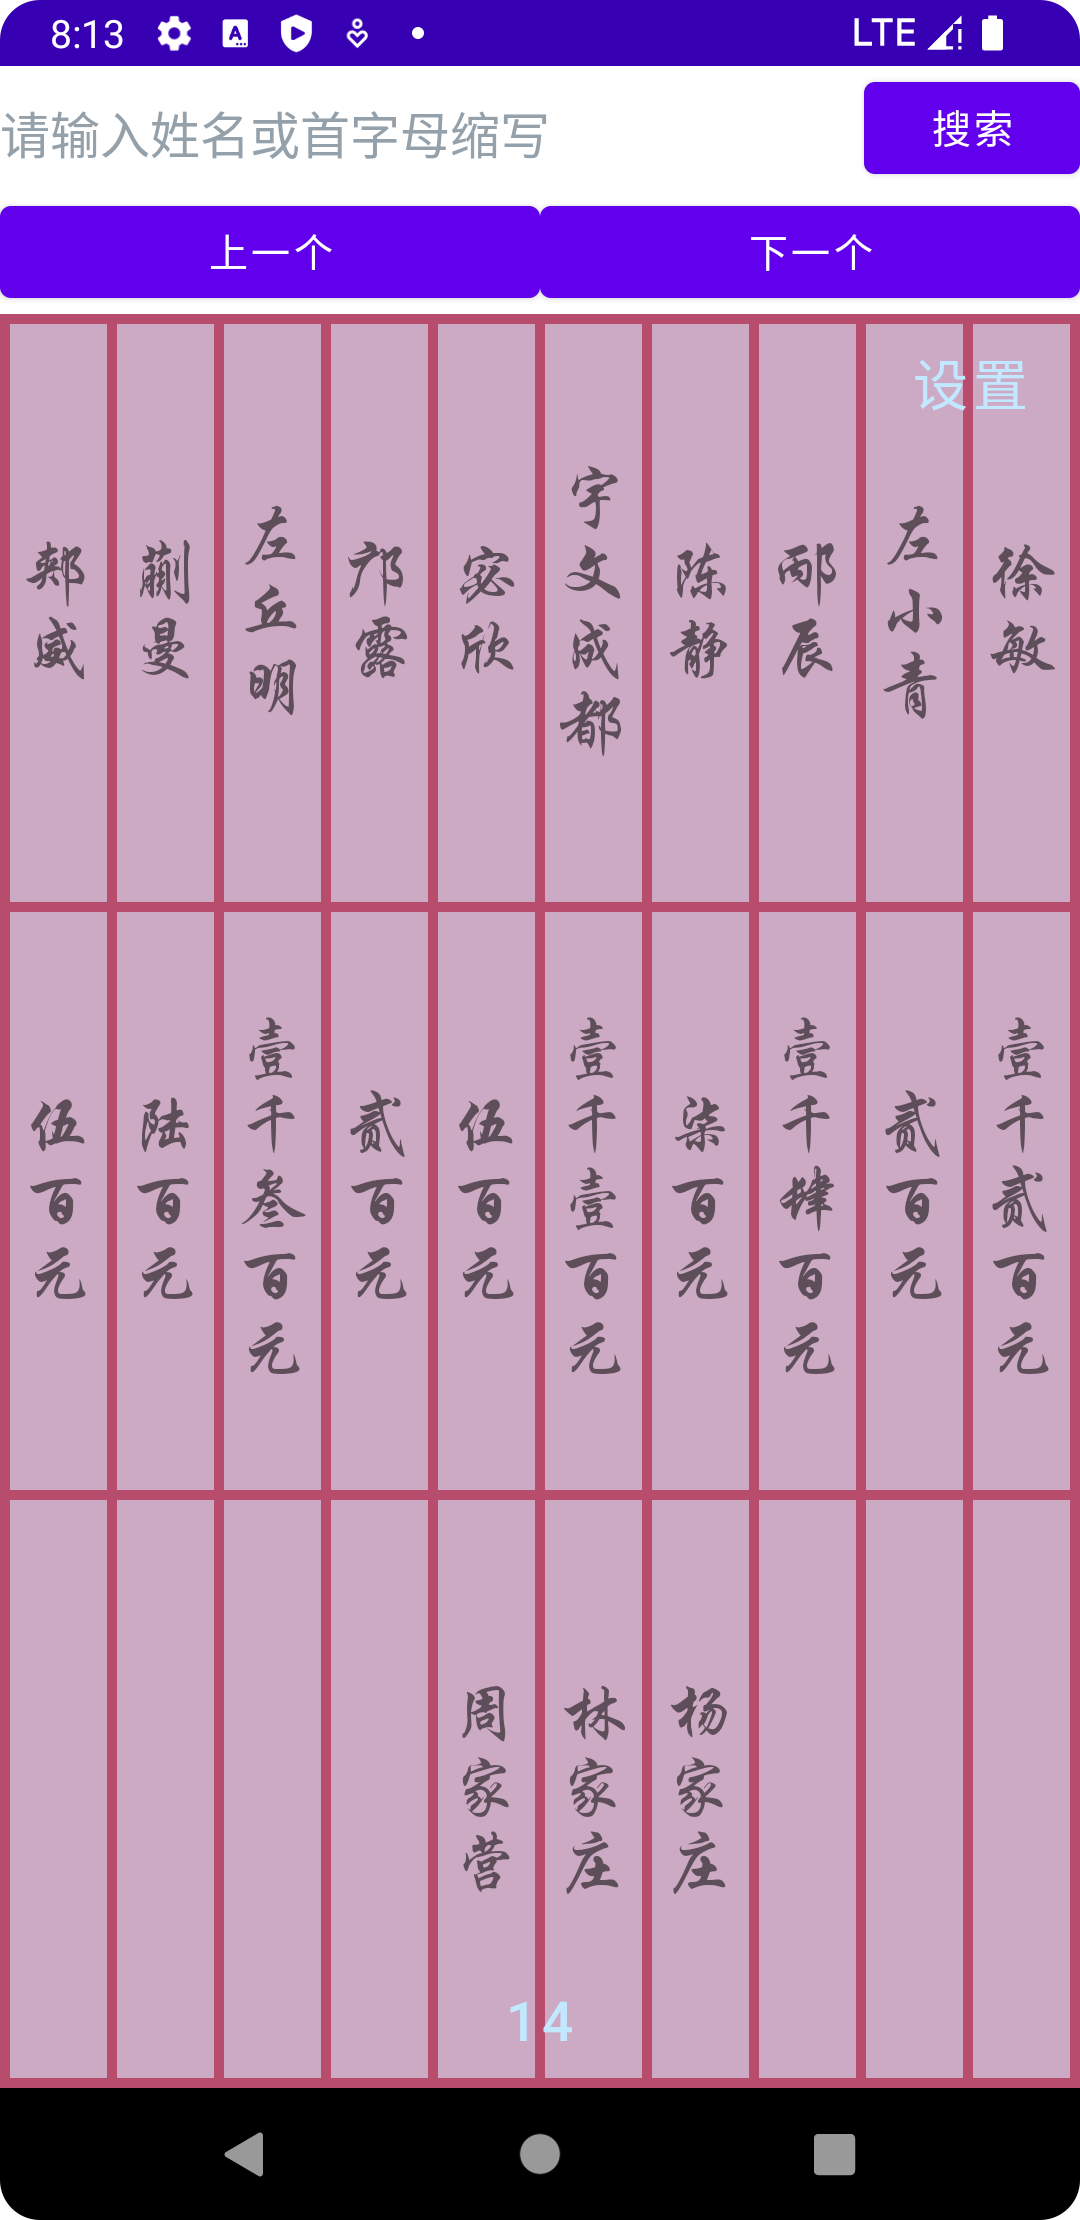 8:13
LTE
请输入姓名或首字母缩写
搜索
上一个
下一个
设置
郏威
蒯曼
左丘明
邝露
宓欣
宇文成都
陈静
邴辰
左小青
徐敏
伍百元
陆百元
壹千叁百元
贰百元
伍百元
壹千壹百元
柒百元
壹千肆百元
贰百元
壹千贰百元
周家营
林家庄
杨家庄
14